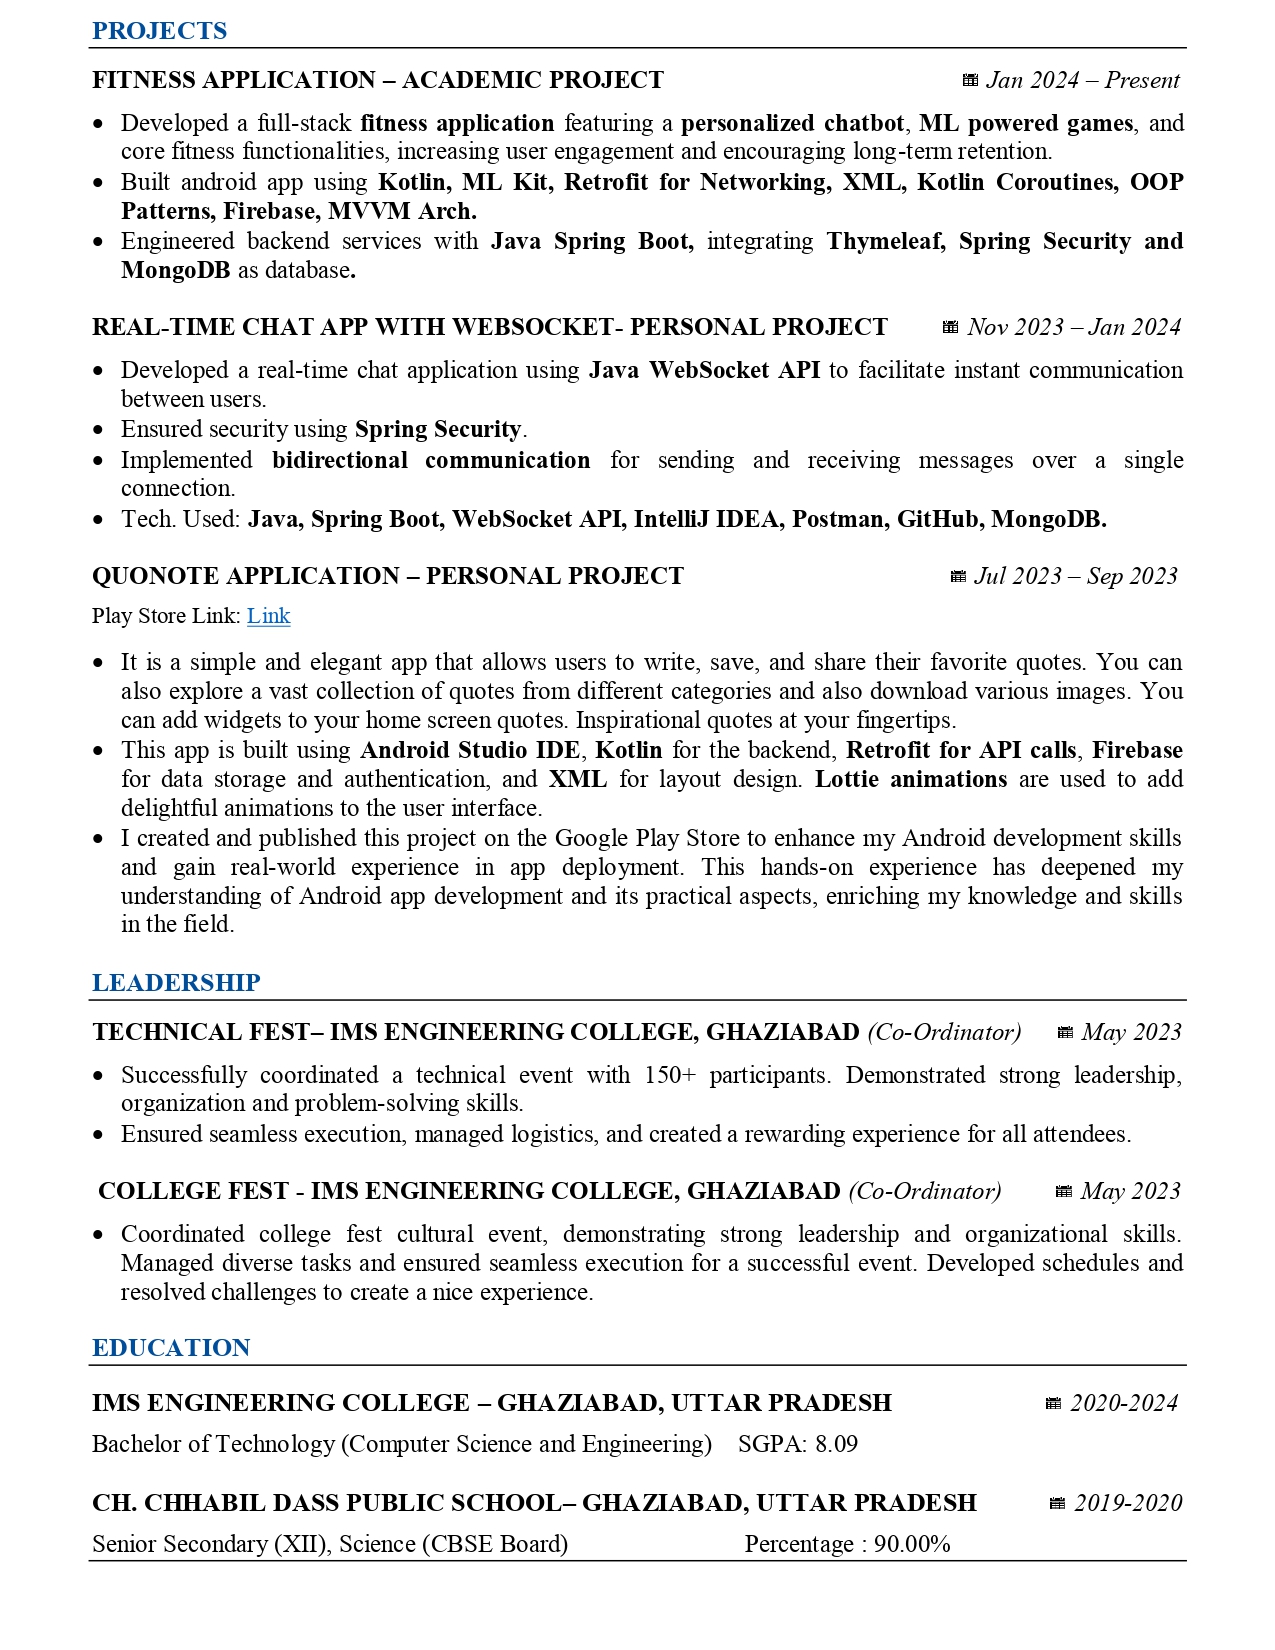 PROJECTS
FITNESS APPLICATION – ACADEMIC PROJECT Jan 2024 – Present
• Developed a full-stack fitness application featuring a personalized chatbot, ML powered games, and
core fitness functionalities, increasing user engagement and encouraging long-term retention.
• Built android app using Kotlin, ML Kit, Retrofit for Networking, XML, Kotlin Coroutines, OOP
Patterns, Firebase, MVVM Arch.
• Engineered backend services with Java Spring Boot, integrating Thymeleaf, Spring Security and
MongoDB as database.
REAL-TIME CHAT APP WITH WEBSOCKET- PERSONAL PROJECT Nov 2023 – Jan 2024
• Developed a real-time chat application using Java WebSocket API to facilitate instant communication
between users.
• Ensured security using Spring Security.
• Implemented bidirectional communication for sending and receiving messages over a single
connection.
• Tech. Used: Java, Spring Boot, WebSocket API, IntelliJ IDEA, Postman, GitHub, MongoDB.
QUONOTE APPLICATION – PERSONAL PROJECT Jul 2023 – Sep 2023
Play Store Link: Link
• It is a simple and elegant app that allows users to write, save, and share their favorite quotes. You can
also explore a vast collection of quotes from different categories and also download various images. You
can add widgets to your home screen quotes. Inspirational quotes at your fingertips.
• This app is built using Android Studio IDE, Kotlin for the backend, Retrofit for API calls, Firebase
for data storage and authentication, and XML for layout design. Lottie animations are used to add
delightful animations to the user interface.
• I created and published this project on the Google Play Store to enhance my Android development skills
and gain real-world experience in app deployment. This hands-on experience has deepened my
understanding of Android app development and its practical aspects, enriching my knowledge and skills
in the field.
LEADERSHIP
TECHNICAL FEST– IMS ENGINEERING COLLEGE, GHAZIABAD (Co-Ordinator) May 2023
• Successfully coordinated a technical event with 150+ participants. Demonstrated strong leadership,
organization and problem-solving skills.
• Ensured seamless execution, managed logistics, and created a rewarding experience for all attendees.
COLLEGE FEST - IMS ENGINEERING COLLEGE, GHAZIABAD (Co-Ordinator) May 2023
• Coordinated college fest cultural event, demonstrating strong leadership and organizational skills.
Managed diverse tasks and ensured seamless execution for a successful event. Developed schedules and
resolved challenges to create a nice experience.
EDUCATION
IMS ENGINEERING COLLEGE – GHAZIABAD, UTTAR PRADESH 2020-2024
Bachelor of Technology (Computer Science and Engineering) SGPA: 8.09
CH. CHHABIL DASS PUBLIC SCHOOL– GHAZIABAD, UTTAR PRADESH 2019-2020
Senior Secondary (XII), Science (CBSE Board) Percentage : 90.00%